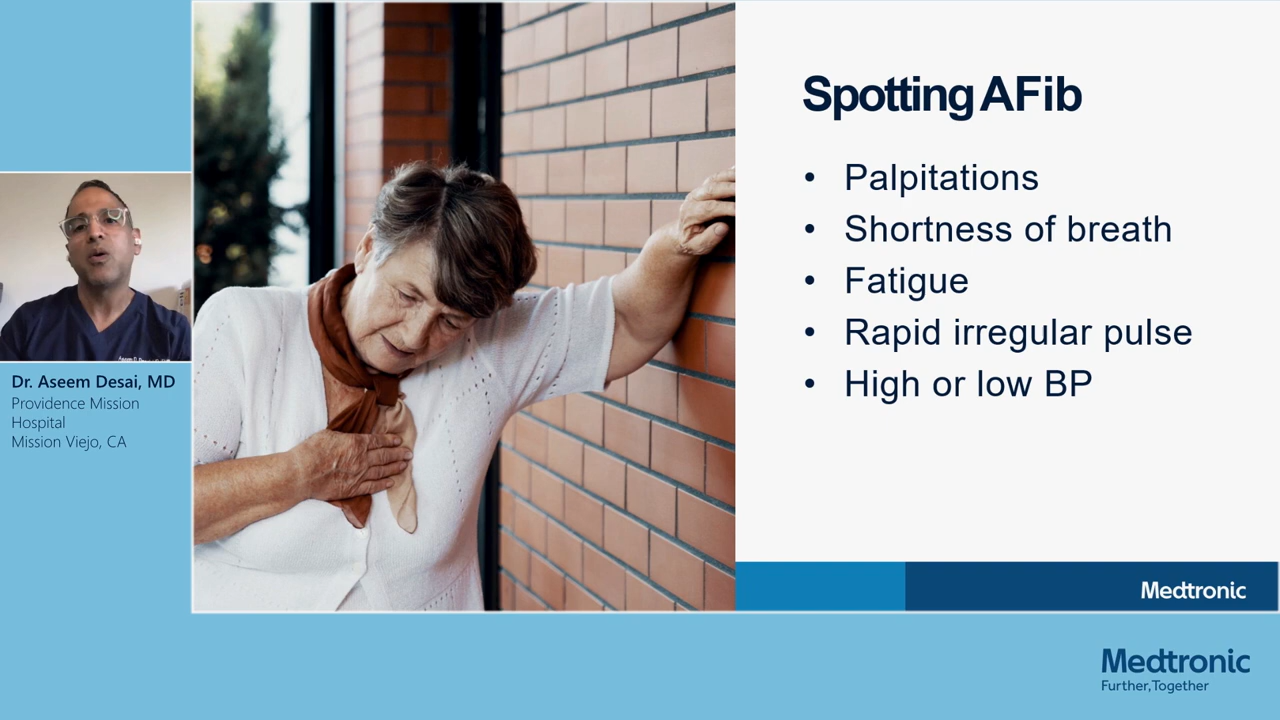 Spotting AFib
• Palpitations
• Shortness of breath
• Fatigue
• Rapid irregular pulse
• High or low BP
Medtronic
Dr. Aseem Desai, MD
Providence Mission
Hospital
Mission Viejo, CA
Medtronic
Further,Together